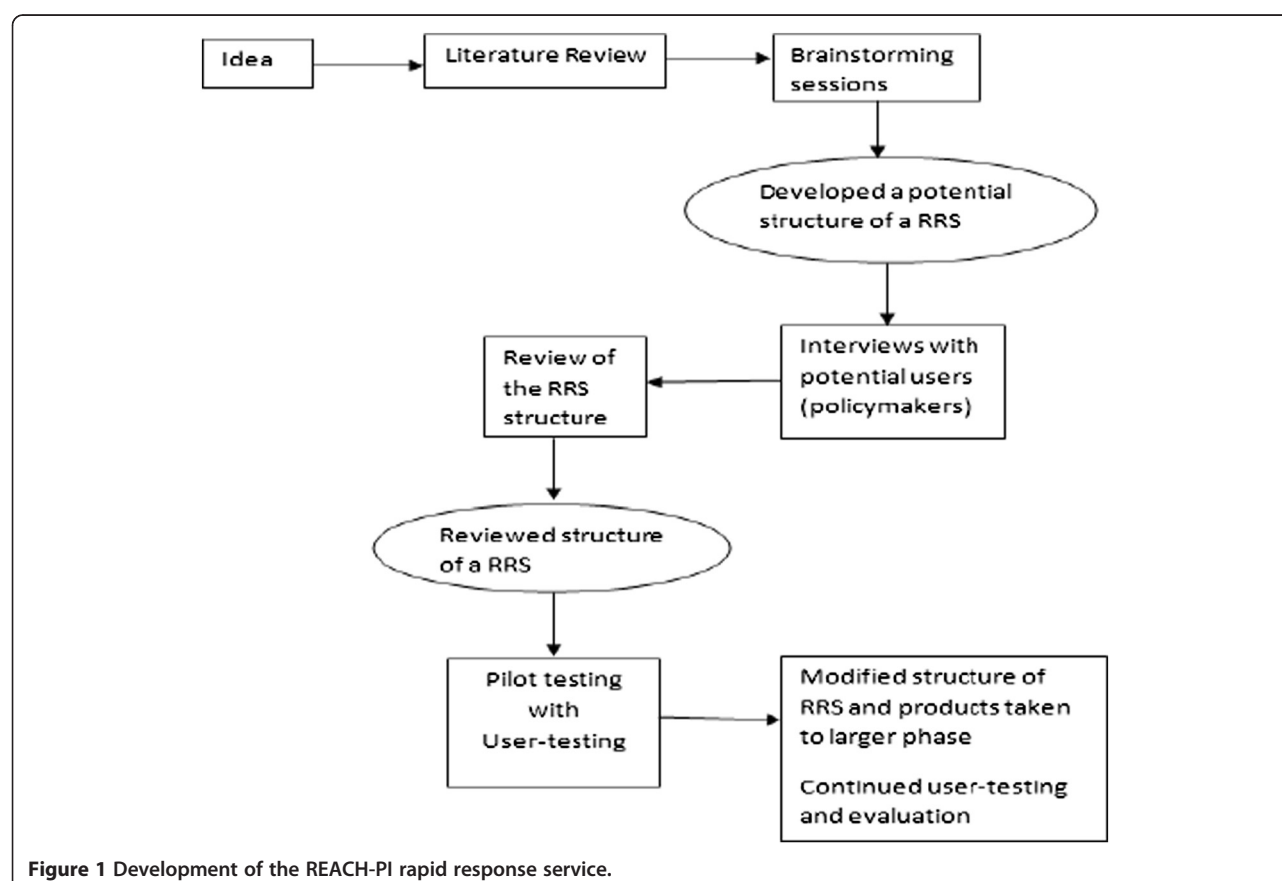 Idea
Literature Review
Brainstorming
sessions
Developed a potential
structure of a RRS
Interviews with
potential users
(policymakers)
Review of
the RRS
structure
Reviewed structure
of a RRS
Pilot testing
with
User-testing
Modified structure of
RRS and products taken
to larger phase
Continued user-testing
and evaluation
Figure 1 Development of the REACH-PI rapid response service.